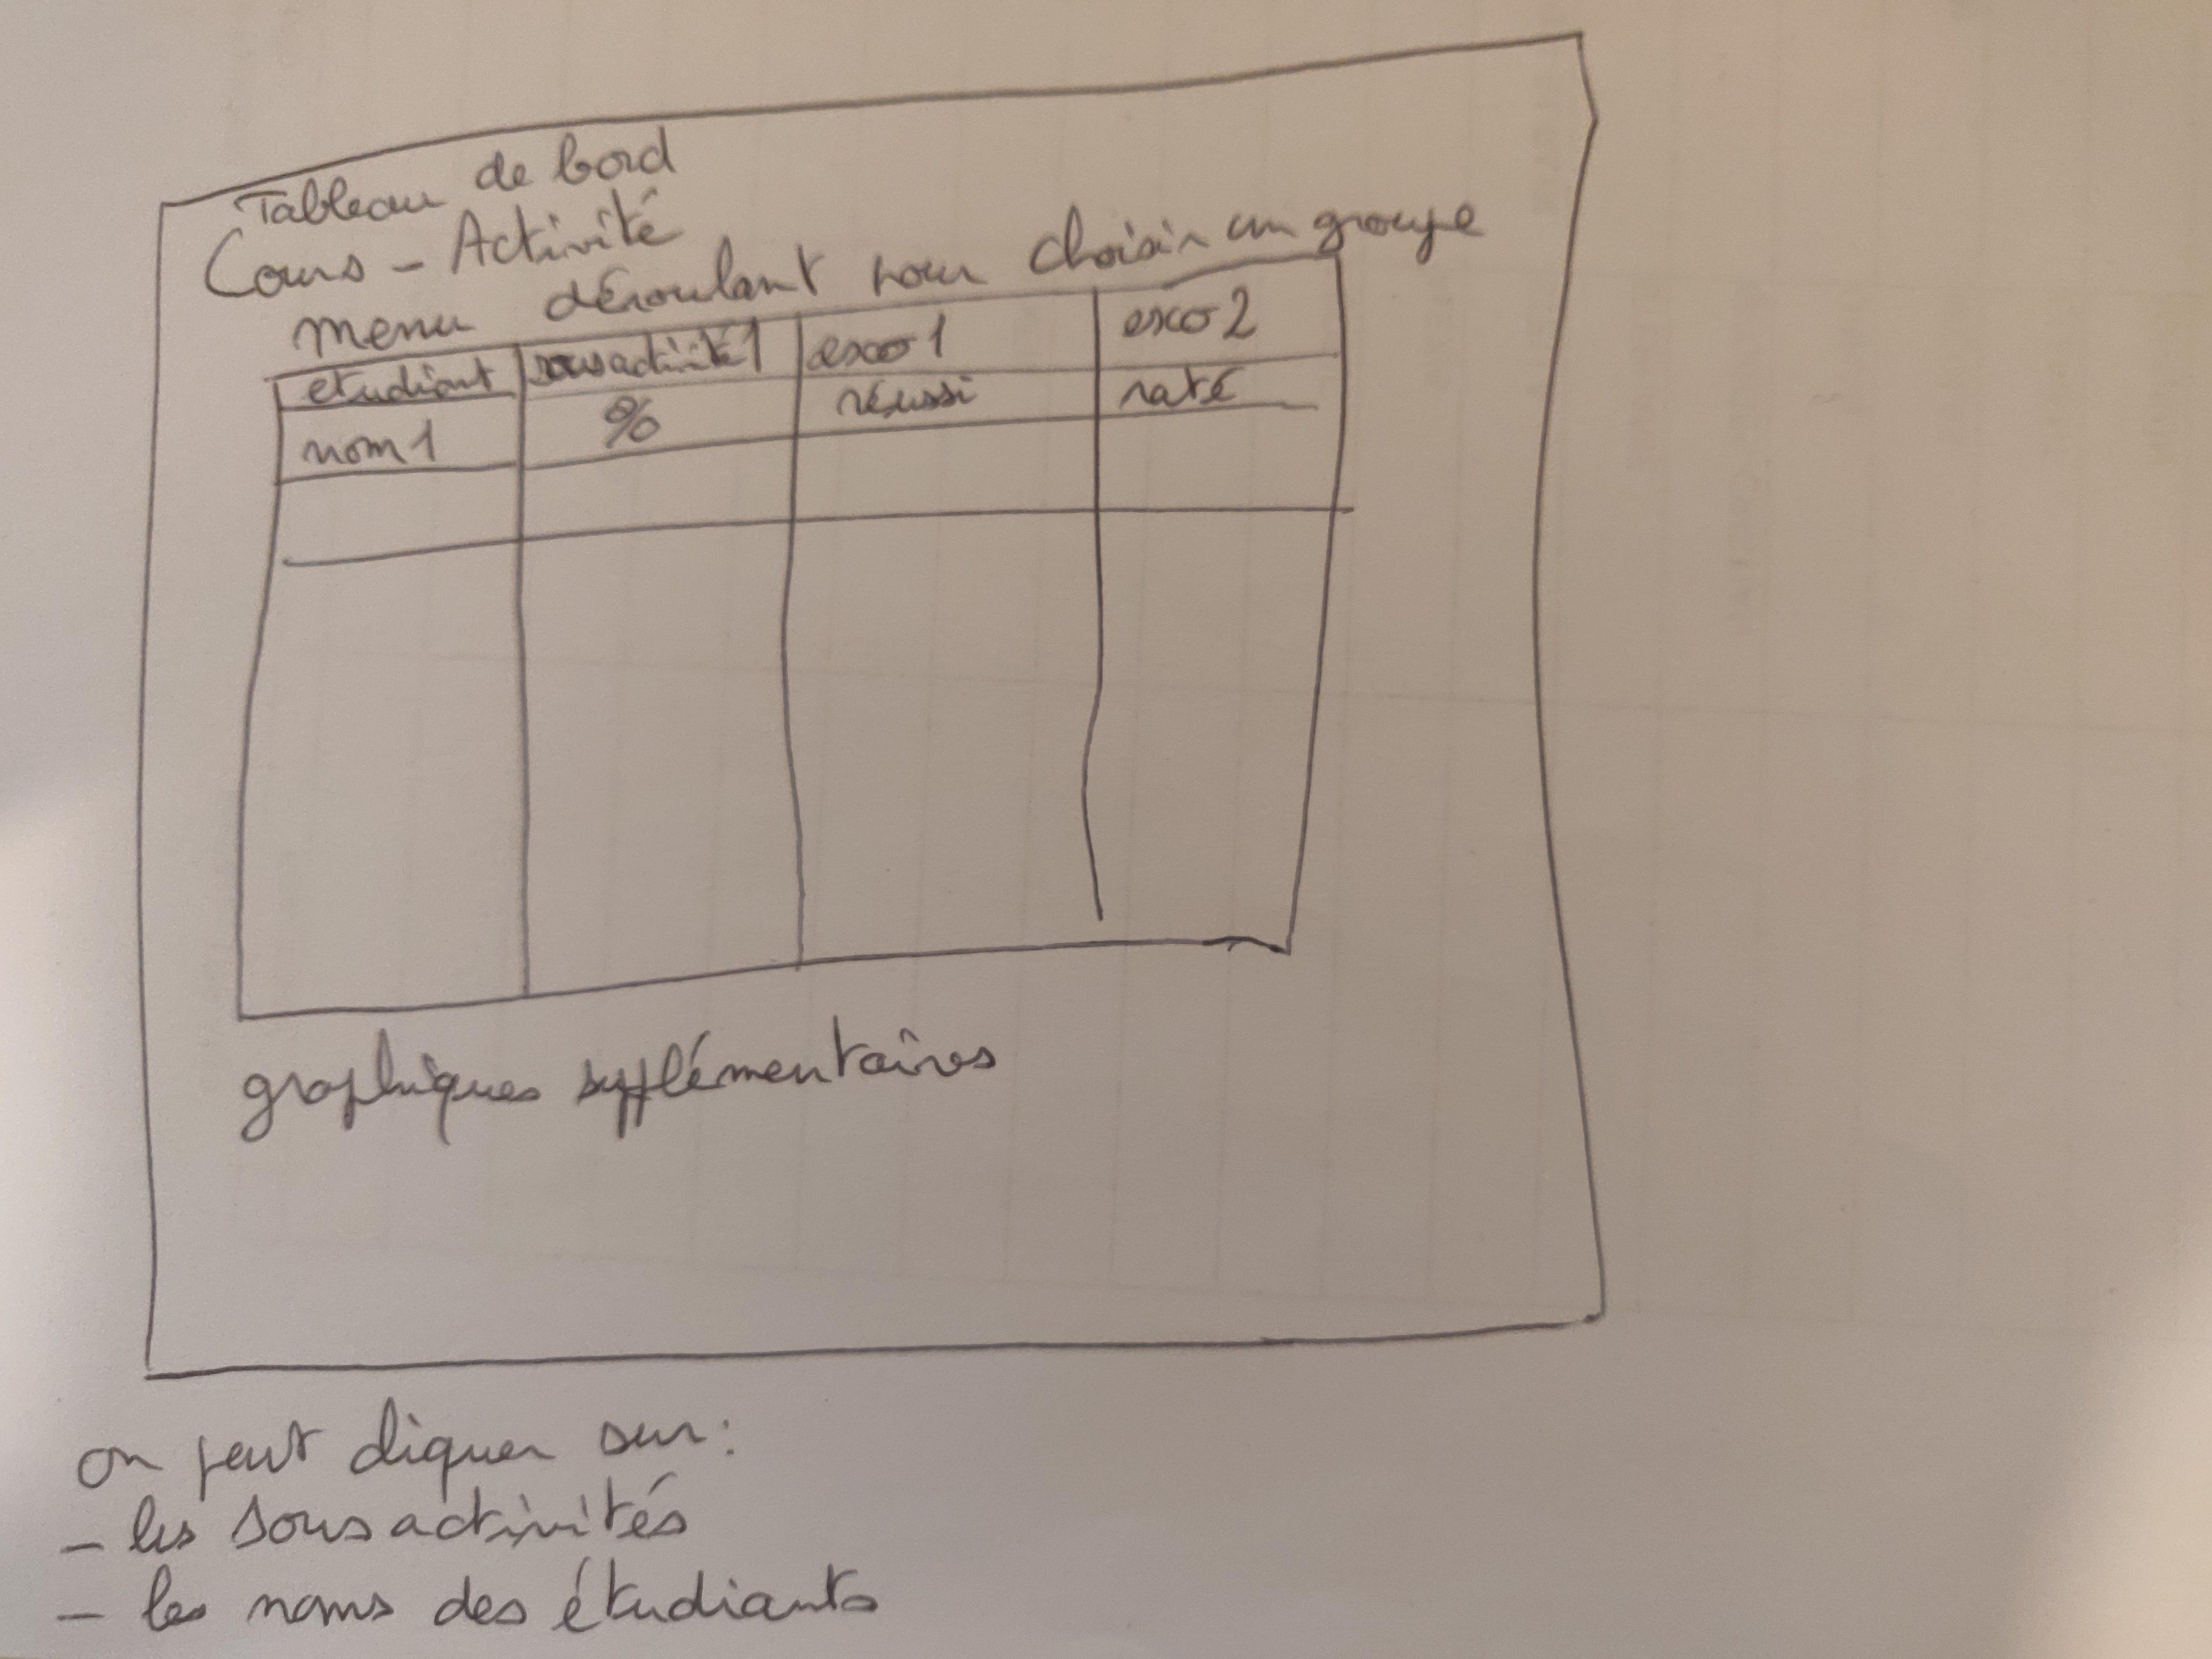 Tableau de bord
Cours - Activité
menu déroulant pour choisir un groupe
etudiant sous activité 1 exo 1 exo 2
nom 1 % réussi raté
graphiques supplémentaires
on peut cliquer sur :
- les sous activités
- les noms des étudiants